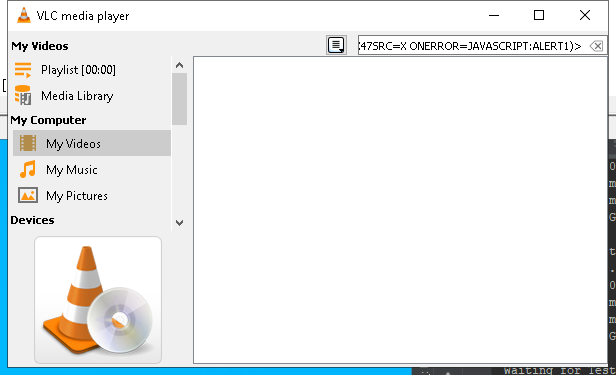 VLC media player
My Videos
(47SRC=X ONERROR=JAVASCRIPT:ALERT1)>
Playlist [00:00]
Media Library
My Computer
My Videos
My Music
My Pictures
Devices
Waiting for